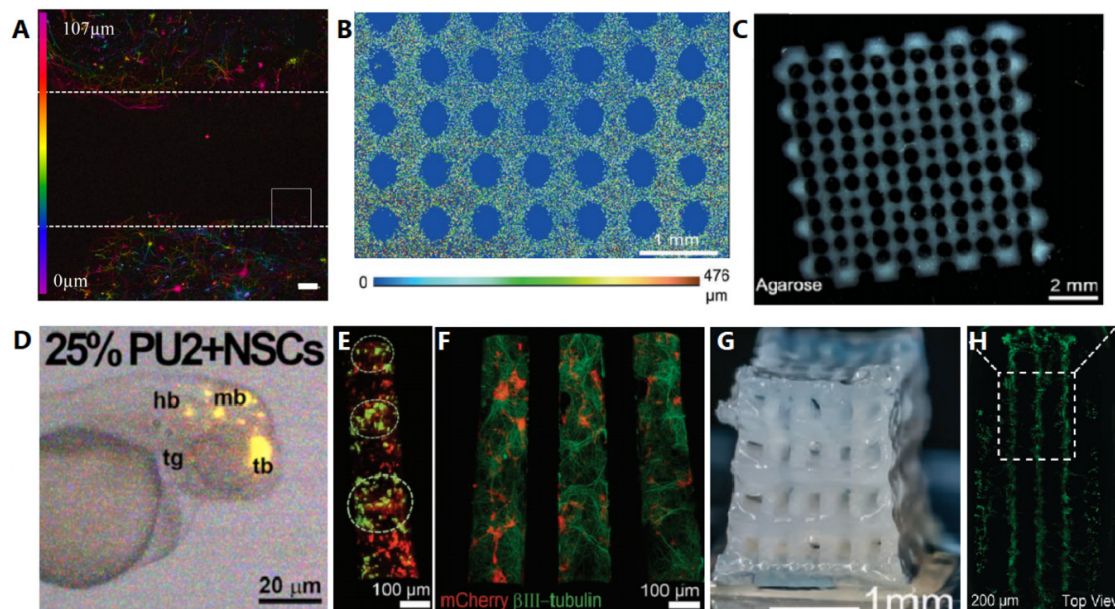 A
107μm
0μm
B
1 mm
0
476
μm
C
Agarose
2 mm
D
25% PU2+NSCs
hb
mb
tg
tb
20 μm
E
100 μm
F
mCherry βIII-tubulin
100 μm
G
1mm
H
200 μm
Top View